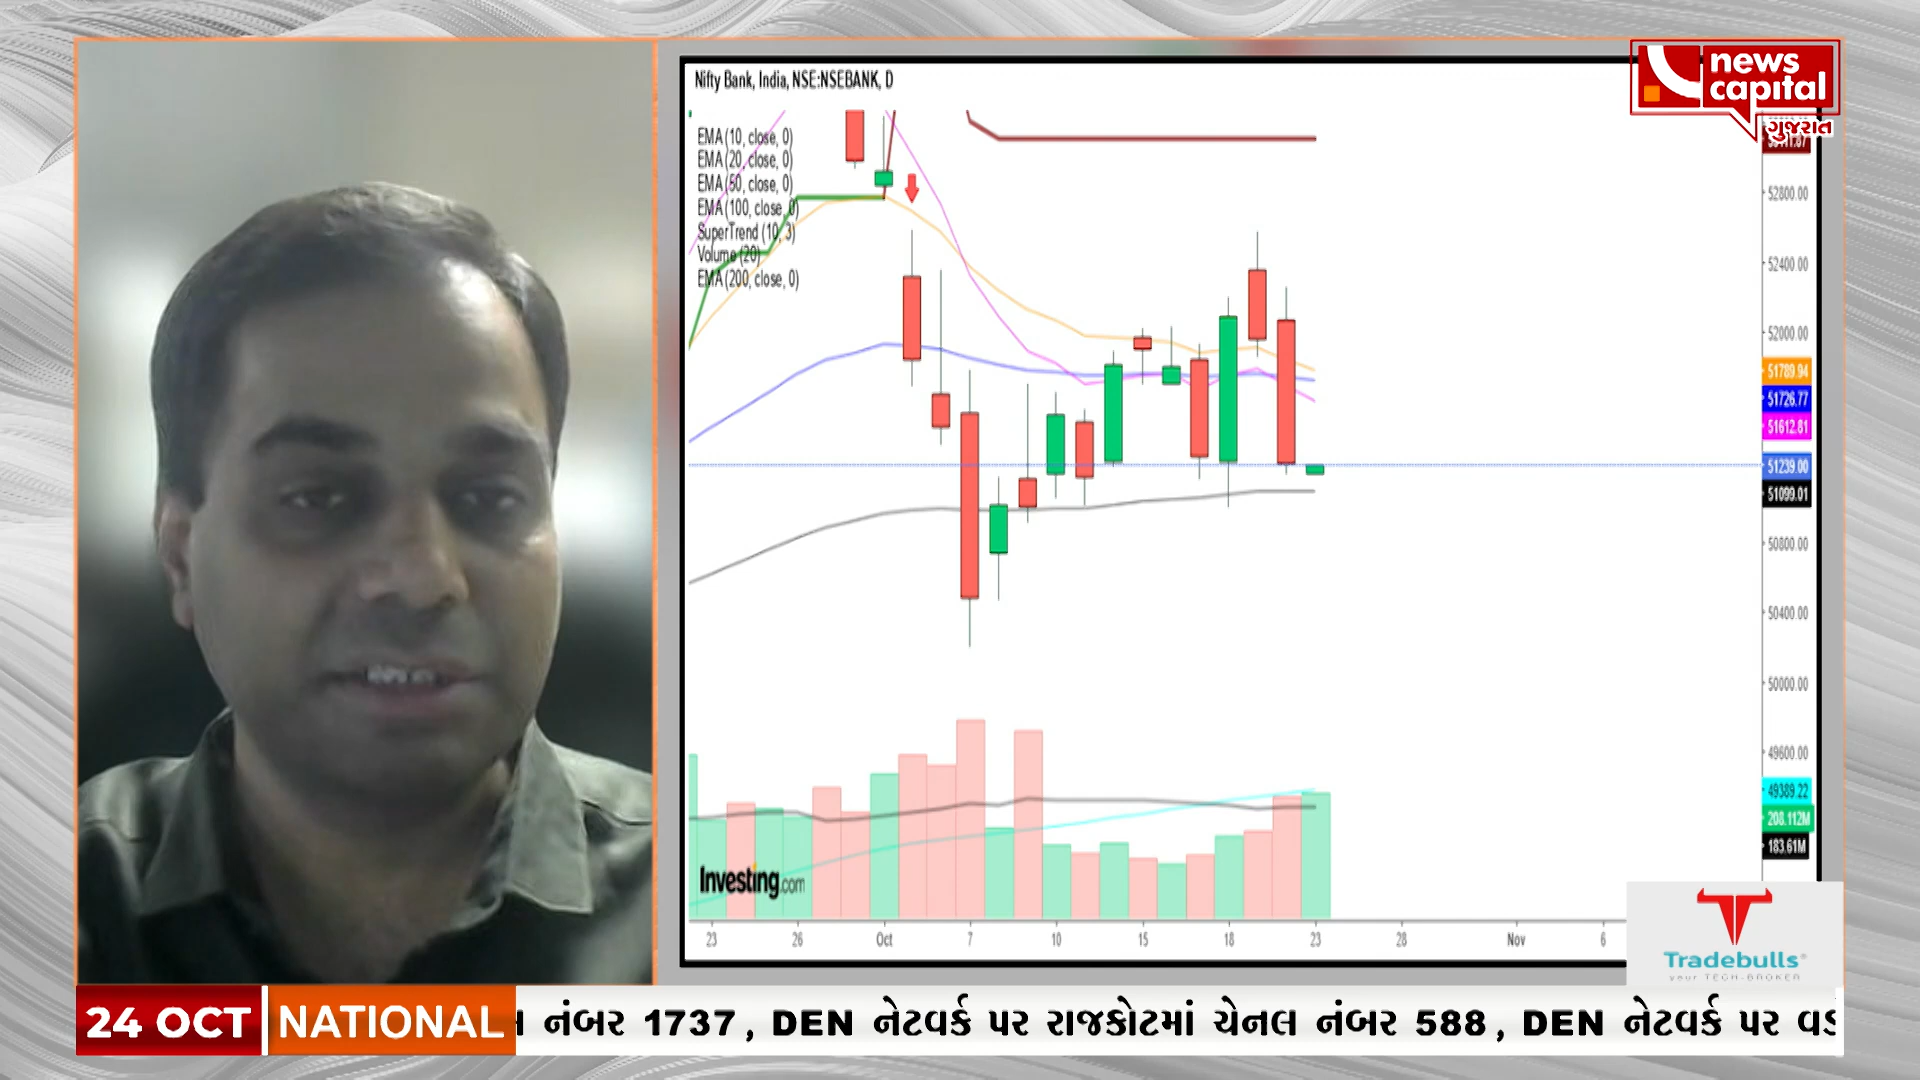 Nifty Bank, India, NSE:NSEBANK, D
EMA (10, close, 0)
EMA (20, close, 0)
EMA (50, close, 0)
EMA (100, close, 0)
SuperTrend (10, 3)
Volume (20)
EMA (200, close, 0)
news
capital
ગુજરાત
52800.00
52400.00
52000.00
51789.94
51726.77
51612.81
51239.00
51099.01
50800.00
50400.00
50000.00
49600.00
49389.22
208.112M
183.61M
Investing.com
23 26 Oct 7 10 15 18 23 28 Nov 6
Tradebulls
your TECH-BROKER
24 OCT NATIONAL નંબર 1737, DEN નેટવર્ક પર રાજકોટમાં ચેનલ નંબર 588, DEN નેટવર્ક પર